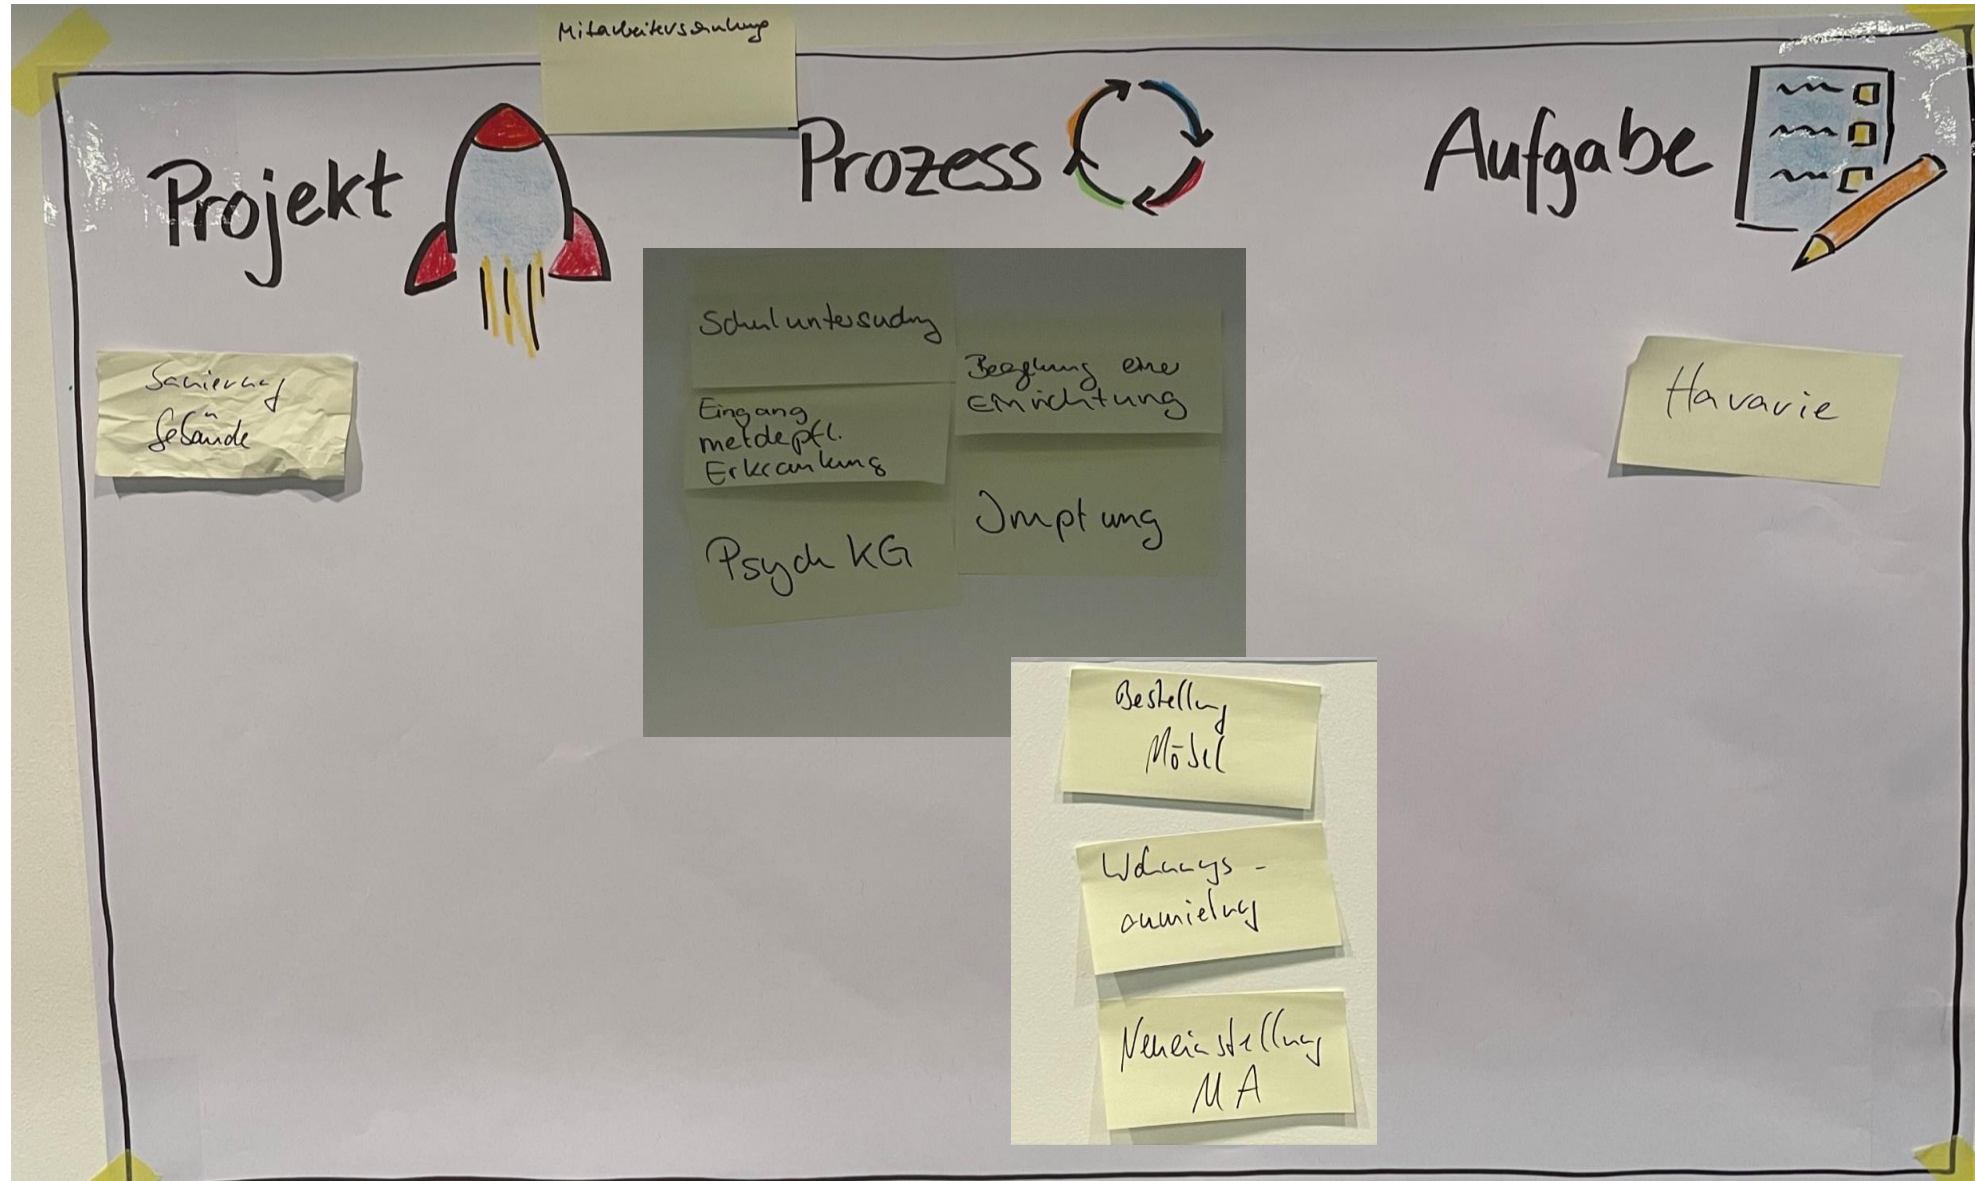 Mitarbeiterschulung
Projekt
Prozess
Aufgabe
Sanierung
Gebäude
Schuluntersuchung
Eingang
meldepfl.
Erkrankung
Psych KG
Begehung einer
Einrichtung
Impfung
Havarie
Bestellung
Möbel
Wohnungs-
anmietung
Neueinstellung
MA